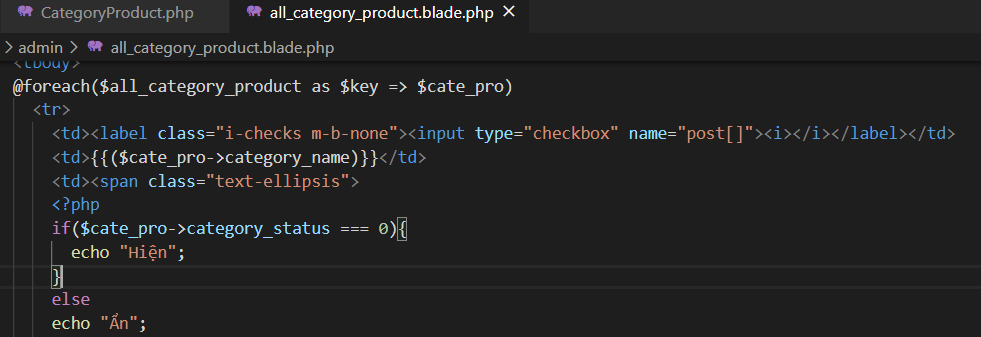 CategoryProduct.php
all_category_product.blade.php
admin
all_category_product.blade.php
<tbody>
@foreach($all_category_product as $key => $cate_pro)
<tr>
<td><label class="i-checks m-b-none"><input type="checkbox" name="post[]"><i></i></label></td>
<td>{{($cate_pro->category_name)}}</td>
<td><span class="text-ellipsis">
<?php
if($cate_pro->category_status === 0){
echo "Hiện";
}
else
echo "Ẩn";